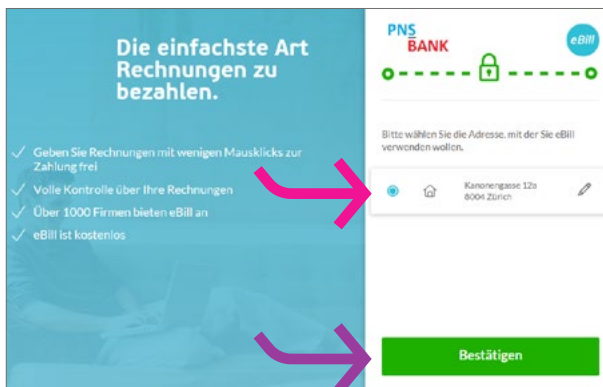 Die einfachste Art
Rechnungen zu
bezahlen.
Geben Sie Rechnungen mit wenigen Mausklicks zur
Zahlung frei
Volle Kontrolle über Ihre Rechnungen
Über 1000 Firmen bieten eBill an
eBill ist kostenlos
PNS
BANK
eBill
Bitte wählen Sie die Adresse, mit der Sie eBill
verwenden wollen.
Kanonengasse 12a
8004 Zürich
Bestätigen